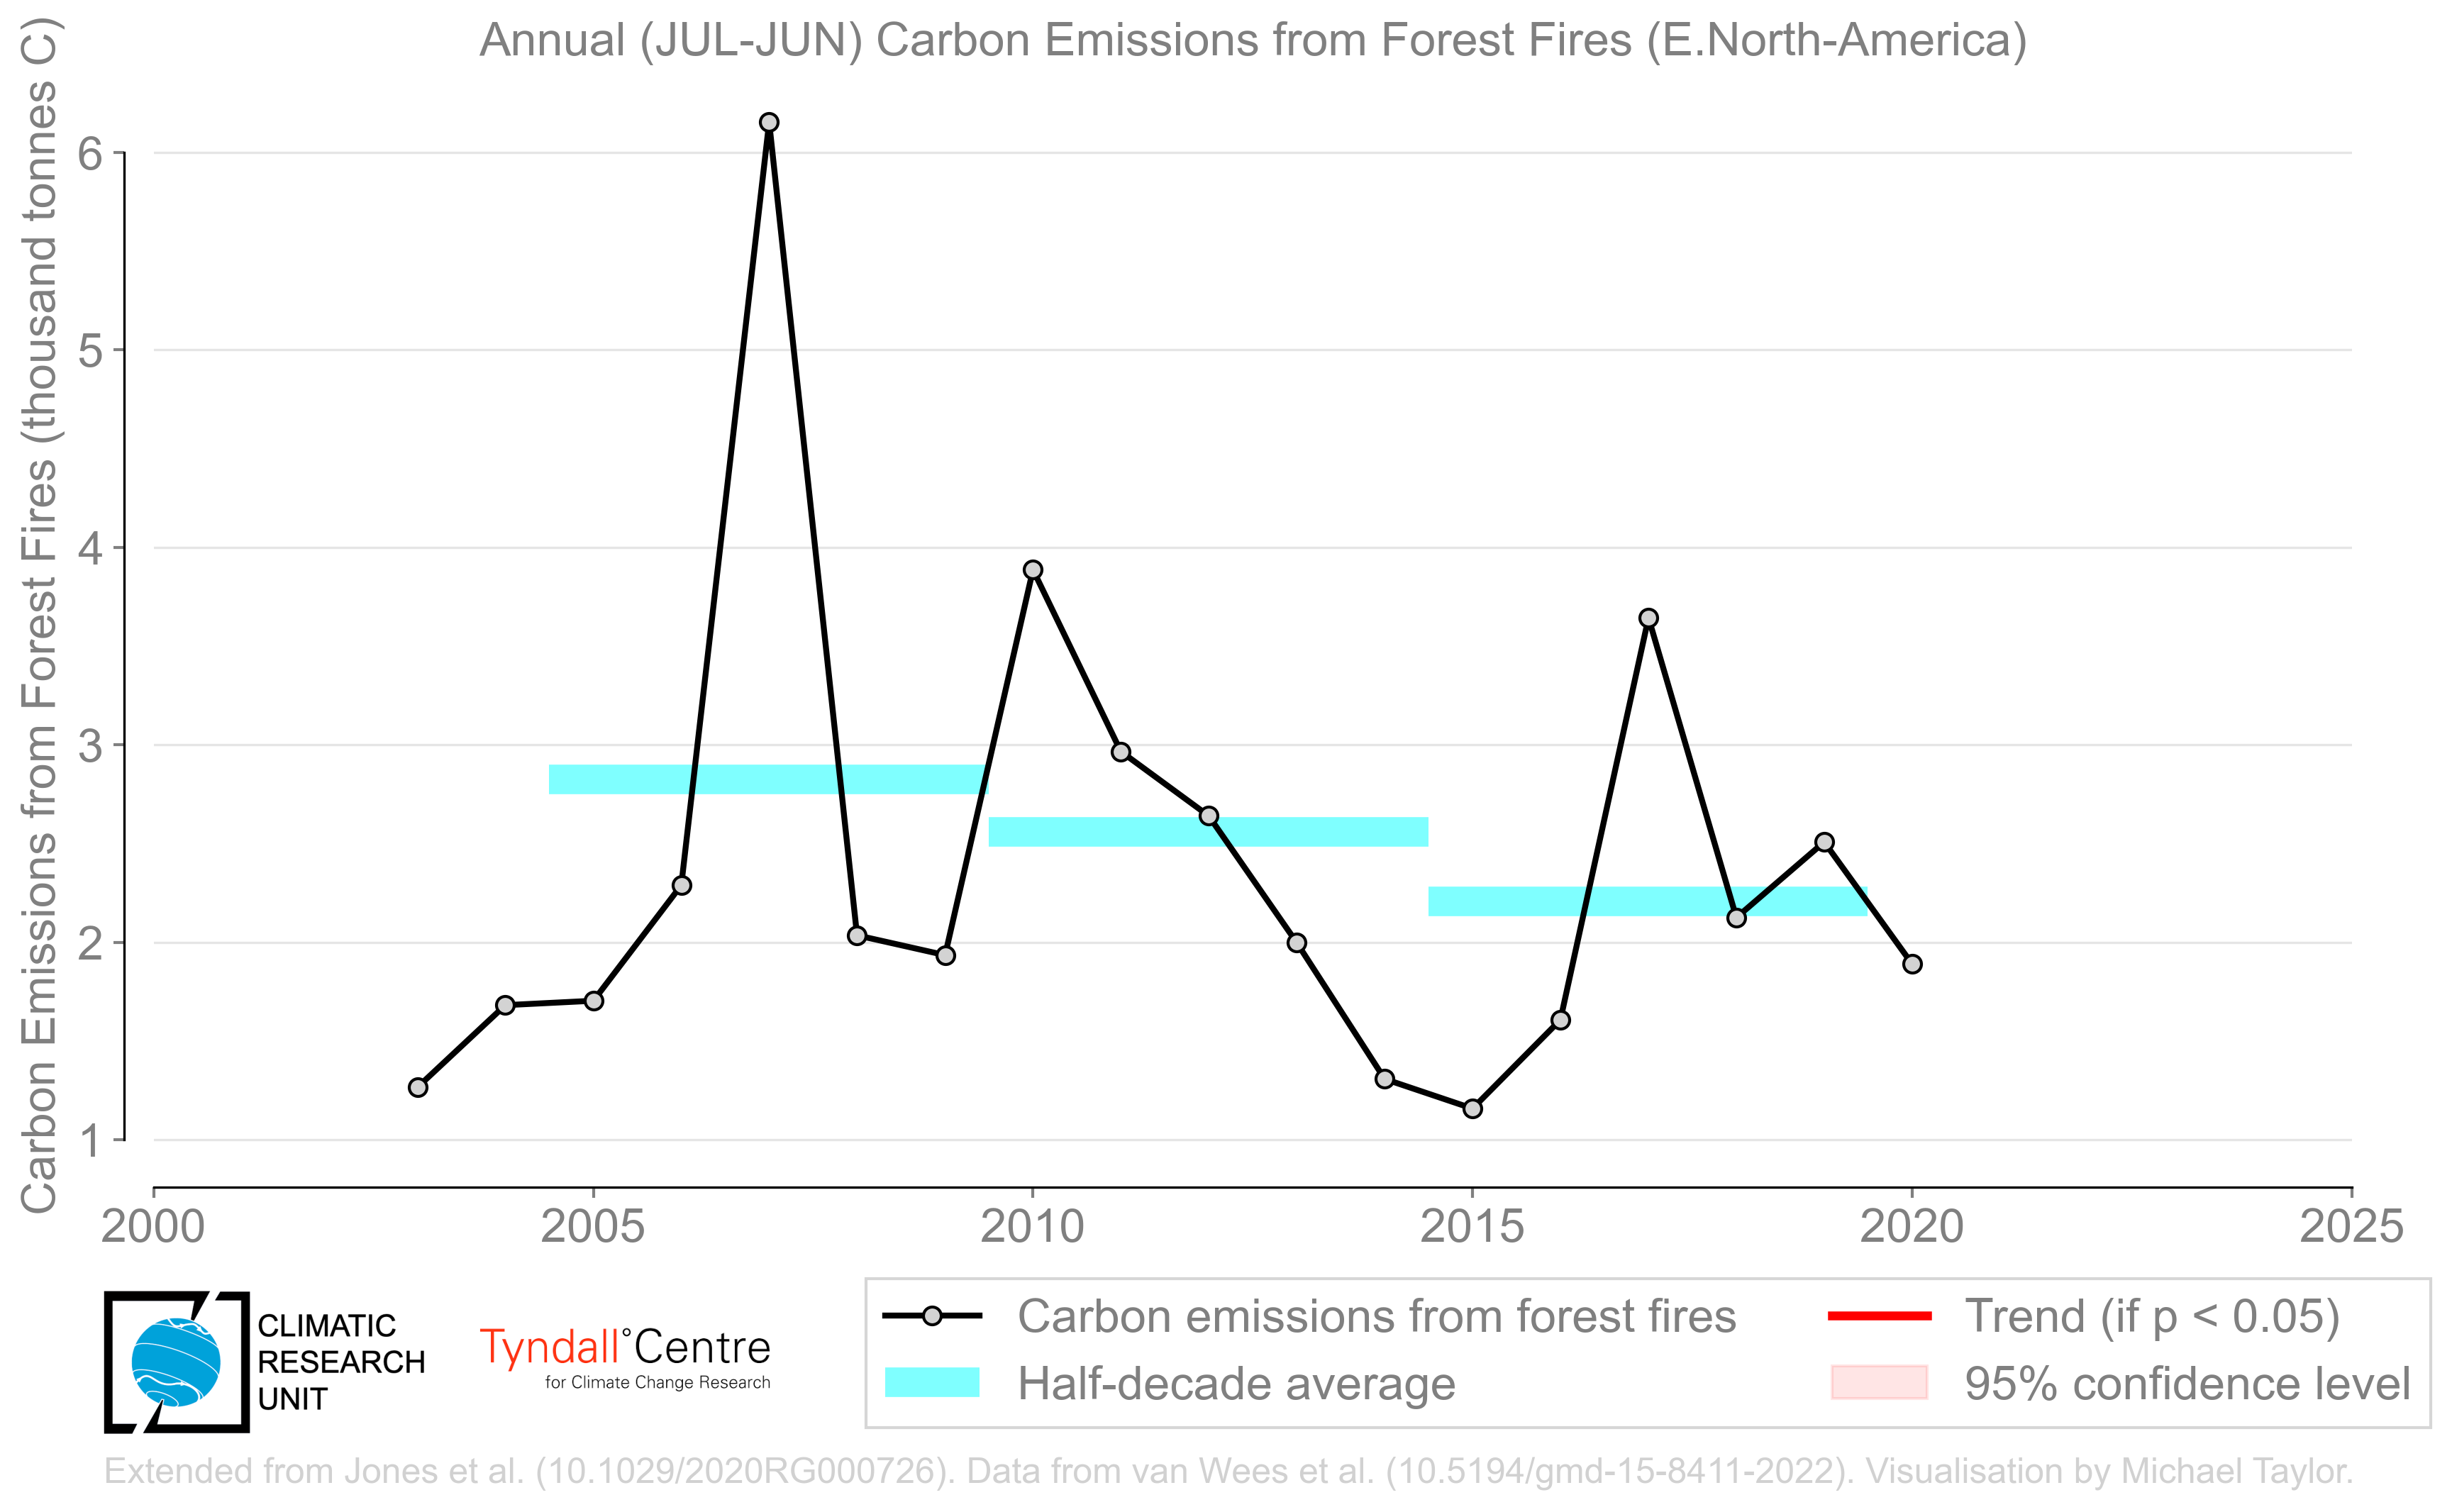 Annual (JUL-JUN) Carbon Emissions from Forest Fires (E.North-America)
Carbon Emissions from Forest Fires (thousand tonnes C)
6
5
4
3
2
1
2000 2005 2010 2015 2020 2025
CLIMATIC
RESEARCH
UNIT
Tyndall°Centre
for Climate Change Research
Carbon emissions from forest fires
Half-decade average
Trend (if p < 0.05)
95% confidence level
Extended from Jones et al. (10.1029/2020RG000726). Data from van Wees et al. (10.5194/gmd-15-8411-2022). Visualisation by Michael Taylor.